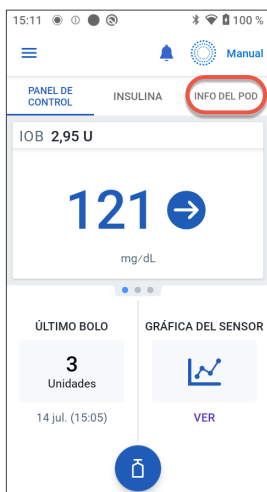 15:11 100 %
Manual
PANEL DE
CONTROL
INSULINA
INFO DEL POD
IOB 2,95 U
121
mg/dL
ÚLTIMO BOLO
3
Unidades
14 jul. (15:05)
GRÁFICA DEL SENSOR
VER